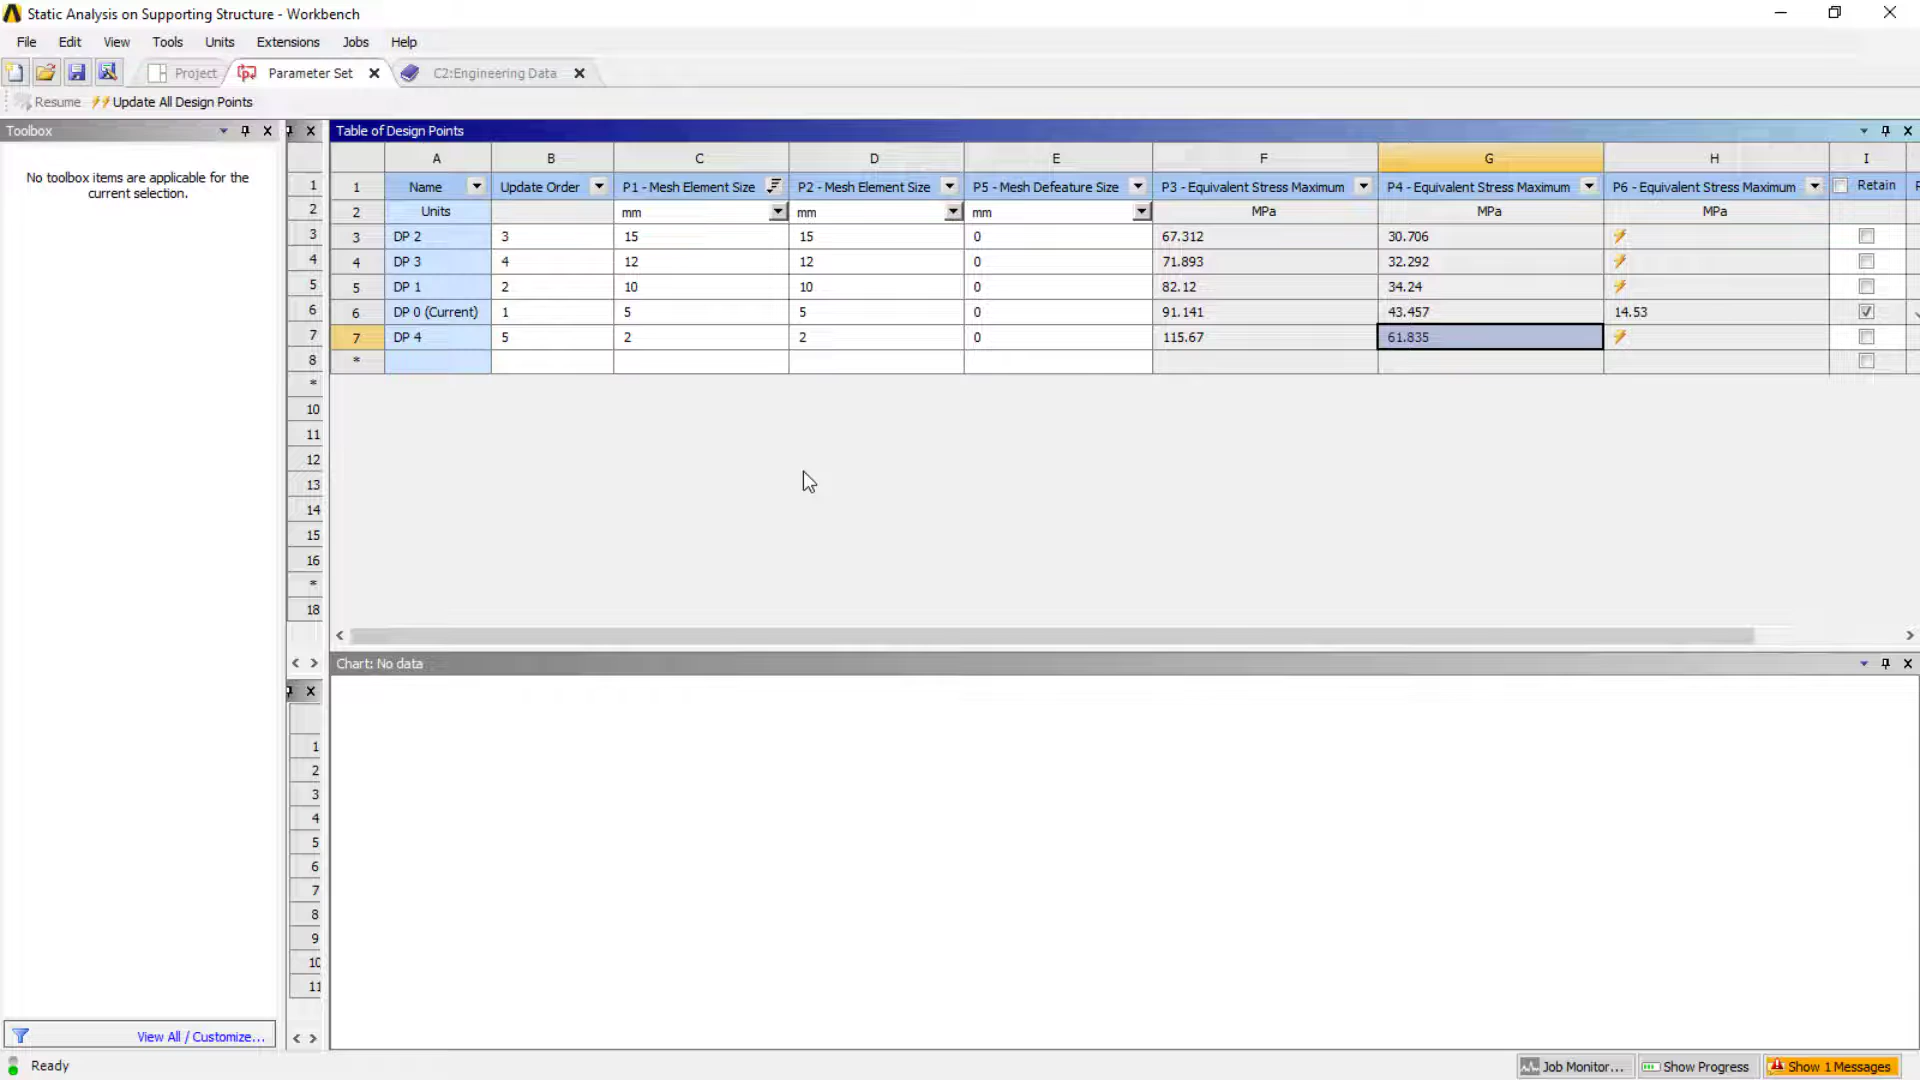 Static Analysis on Supporting Structure - Workbench
File Edit View Tools Units Extensions Jobs Help
Project Parameter Set C2:Engineering Data
Resume Update All Design Points
Toolbox
No toolbox items are applicable for the
current selection.
View All / Customize...
1
2
3
4
5
6
7
8
*
10
11
12
13
14
15
16
*
18
1
2
3
4
5
6
7
8
9
10
11
Table of Design Points
A B C D E F G H I
1 Name Update Order P1 - Mesh Element Size P2 - Mesh Element Size P5 - Mesh Defeature Size P3 - Equivalent Stress Maximum P4 - Equivalent Stress Maximum P6 - Equivalent Stress Maximum Retain
2 Units mm mm mm MPa MPa MPa
3 DP 2 3 15 15 0 67.312 30.706
4 DP 3 4 12 12 0 71.893 32.292
5 DP 1 2 10 10 0 82.12 34.24
6 DP 0 (Current) 1 5 5 0 91.141 43.457 14.53
7 DP 4 5 2 2 0 115.67 61.835
*
Chart: No data
Ready
Job Monitor... Show Progress Show 1 Messages